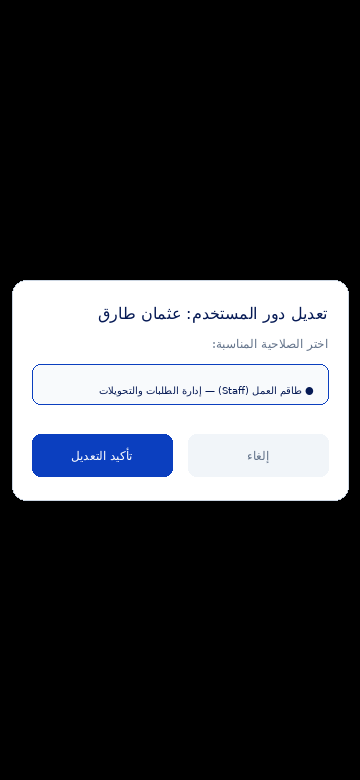 تعديل دور المستخدم: عثمان طارق
اختر الصلاحية المناسبة:
● طاقم العمل (Staff) — إدارة الطلبات والتحويلات
إلغاء
تأكيد التعديل